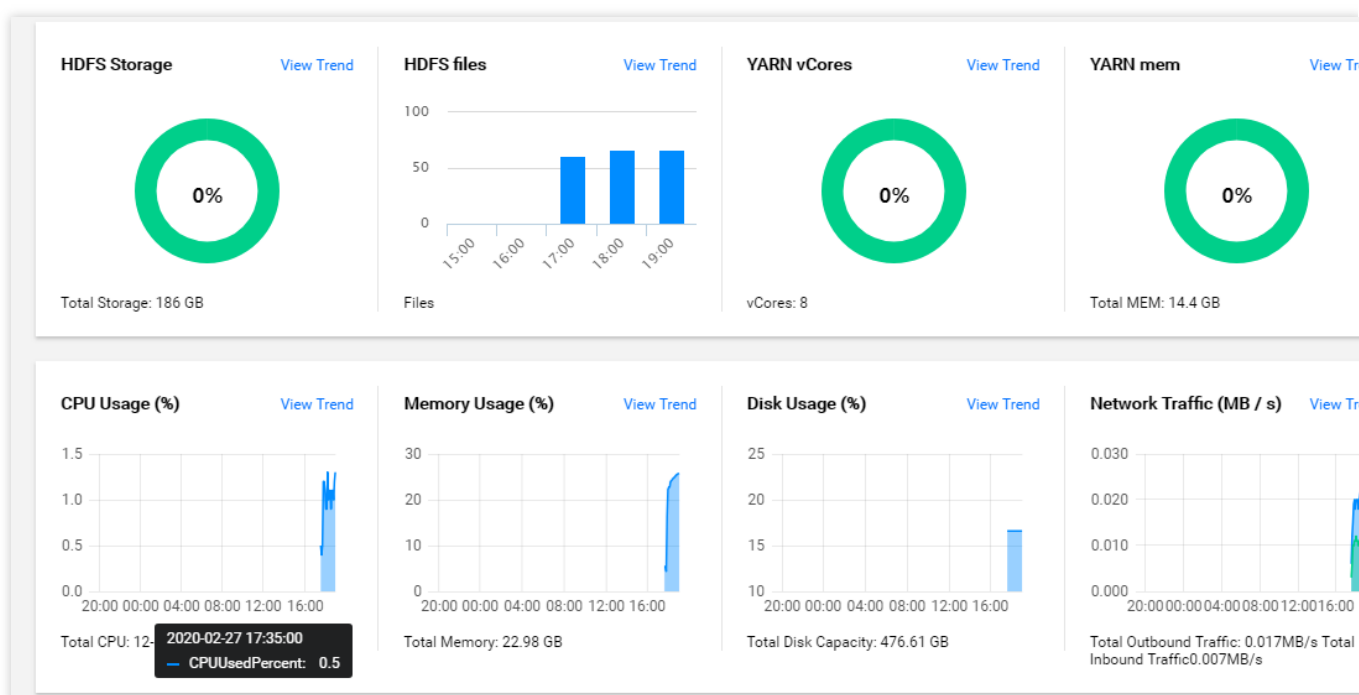 HDFS Storage
View Trend
0%
Total Storage: 186 GB
HDFS files
View Trend
100
50
0
15:00 16:00 17:00 18:00 19:00
Files
YARN vCores
View Trend
0%
vCores: 8
YARN mem
View Tr
0%
Total MEM: 14.4 GB
CPU Usage (%)
View Trend
1.5
1.0
0.5
0.0
20:00 00:00 04:00 08:00 12:00 16:00
Total CPU: 12-
2020-02-27 17:35:00
CPUUsedPercent: 0.5
Memory Usage (%)
View Trend
30
20
10
0
20:00 00:00 04:00 08:00 12:00 16:00
Total Memory: 22.98 GB
Disk Usage (%)
View Trend
25
20
15
10
20:00 00:00 04:00 08:00 12:00 16:00
Total Disk Capacity: 476.61 GB
Network Traffic (MB / s)
View Tr
0.030
0.020
0.010
0.000
20:00 00:00 04:00 08:00 12:00 16:00
Total Outbound Traffic: 0.017MB/s Total
Inbound Traffic0.007MB/s